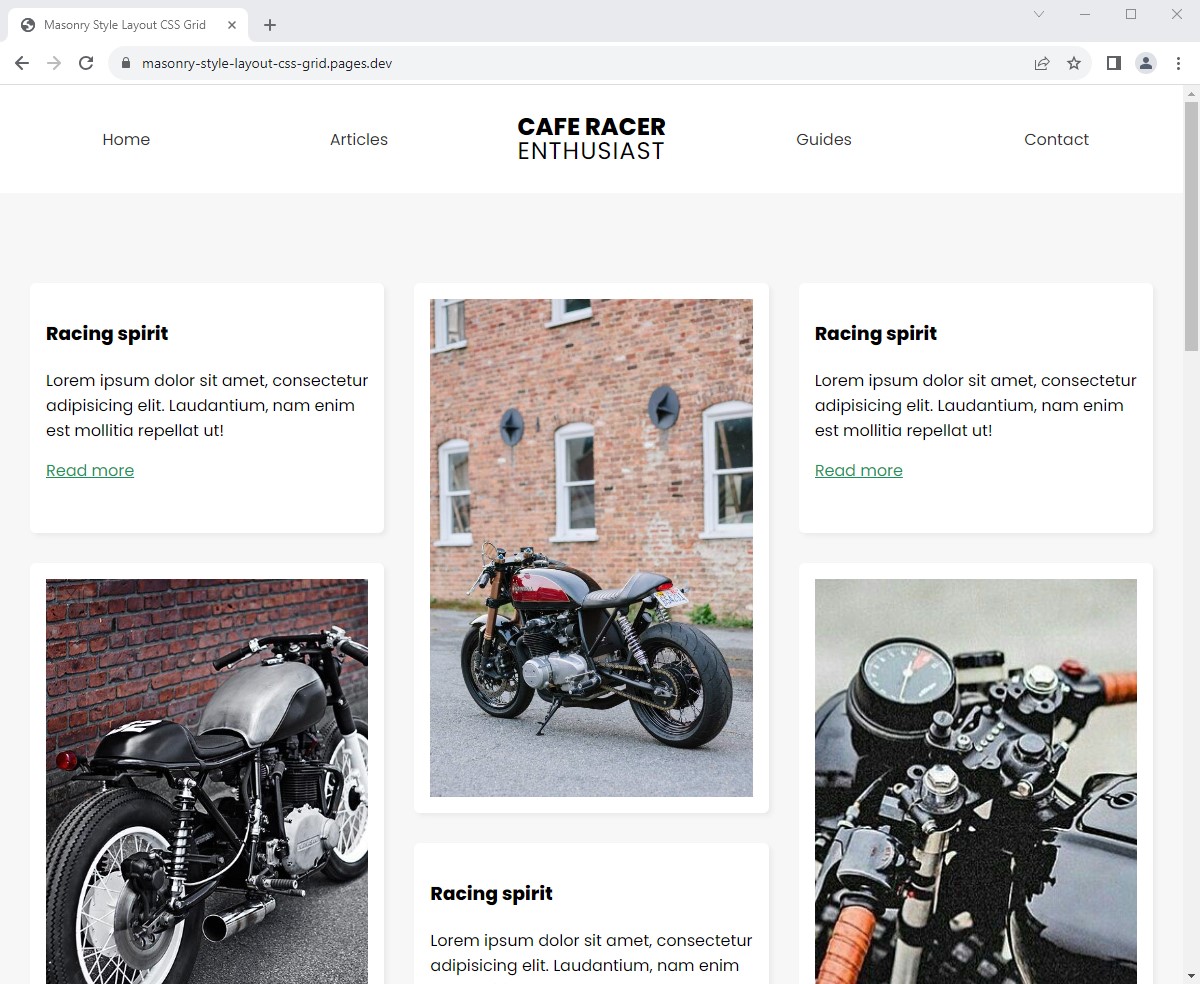 Masonry Style Layout CSS Grid
masonry-style-layout-css-grid.pages.dev
Home
Articles
CAFE RACER
ENTHUSIAST
Guides
Contact
Racing spirit
Lorem ipsum dolor sit amet, consectetur
adipisicing elit. Laudantium, nam enim
est mollitia repellat ut!
Read more
Racing spirit
Lorem ipsum dolor sit amet, consectetur
adipisicing elit. Laudantium, nam enim
est mollitia repellat ut!
Read more
Racing spirit
Lorem ipsum dolor sit amet, consectetur
adipisicing elit. Laudantium, nam enim